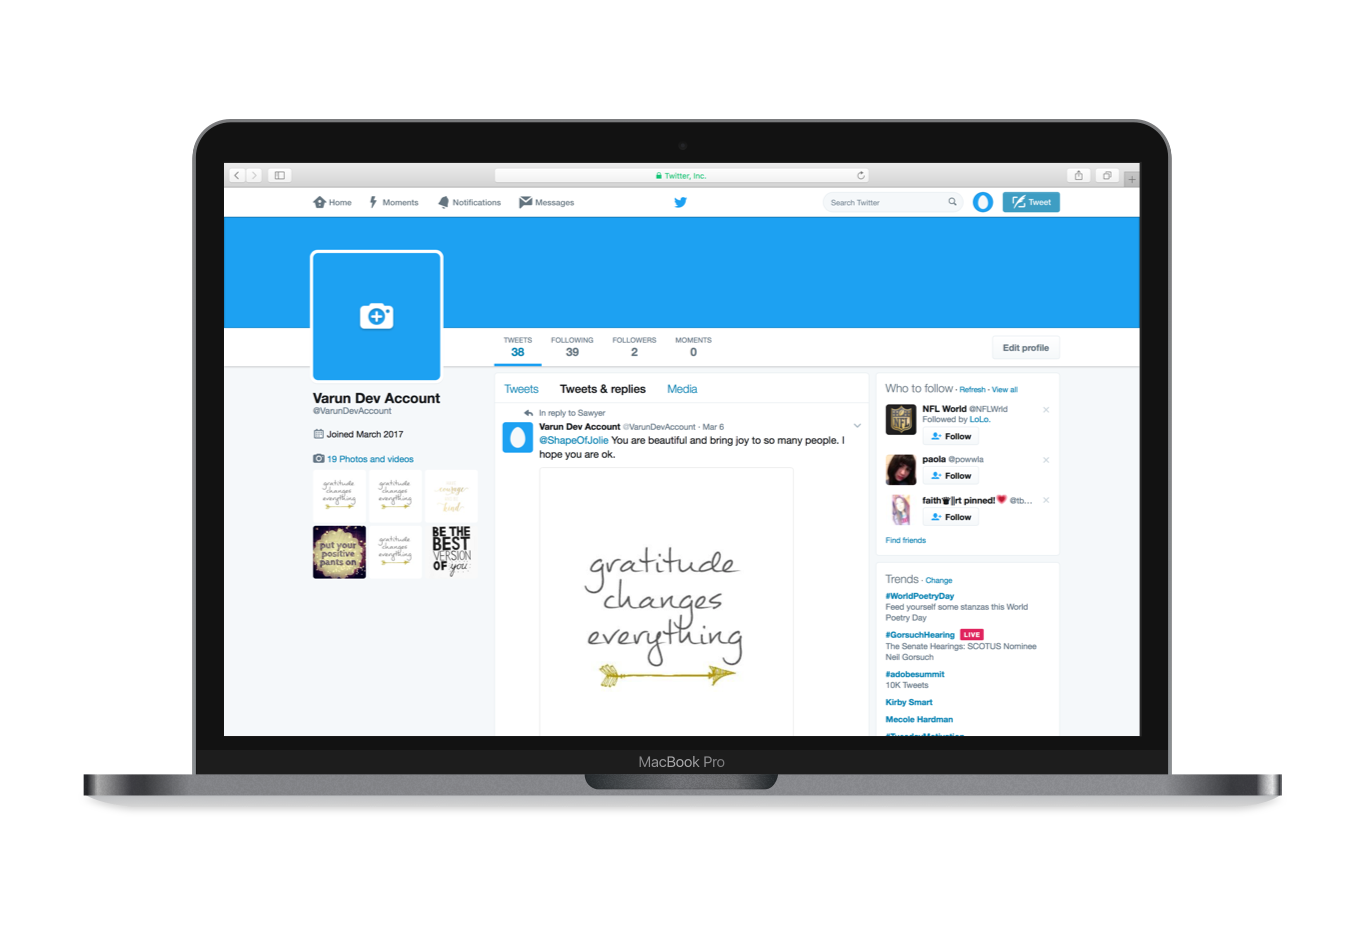 Twitter, Inc.
Home
Moments
Notifications
Messages
Search Twitter
Tweet
TWEETS
38
FOLLOWING
39
FOLLOWERS
2
MOMENTS
0
Edit profile
Varun Dev Account
@VarunDevAccount
Joined March 2017
19 Photos and videos
gratitude
changes
everything
gratitude
changes
everything
courage
kind
put your
positive
pants on
gratitude
changes
everything
BE THE
BEST
VERSION
OF you
Tweets
Tweets & replies
Media
In reply to Sawyer
Varun Dev Account @VarunDevAccount · Mar 6
@ShapeOfJolie You are beautiful and bring joy to so many people. I
hope you are ok.
gratitude
changes
everything
Who to follow · Refresh · View all
NFL World @NFLWrld
Followed by LoLo.
Follow
paola @powwla
Follow
faith♛||rt pinned!💗 @tb...
Follow
Find friends
Trends · Change
#WorldPoetryDay
Feed yourself some stanzas this World
Poetry Day
#GorsuchHearing LIVE
The Senate Hearings: SCOTUS Nominee
Neil Gorsuch
#adobesummit
10K Tweets
Kirby Smart
Mecole Hardman
#TuesdayMotivation
MacBook Pro